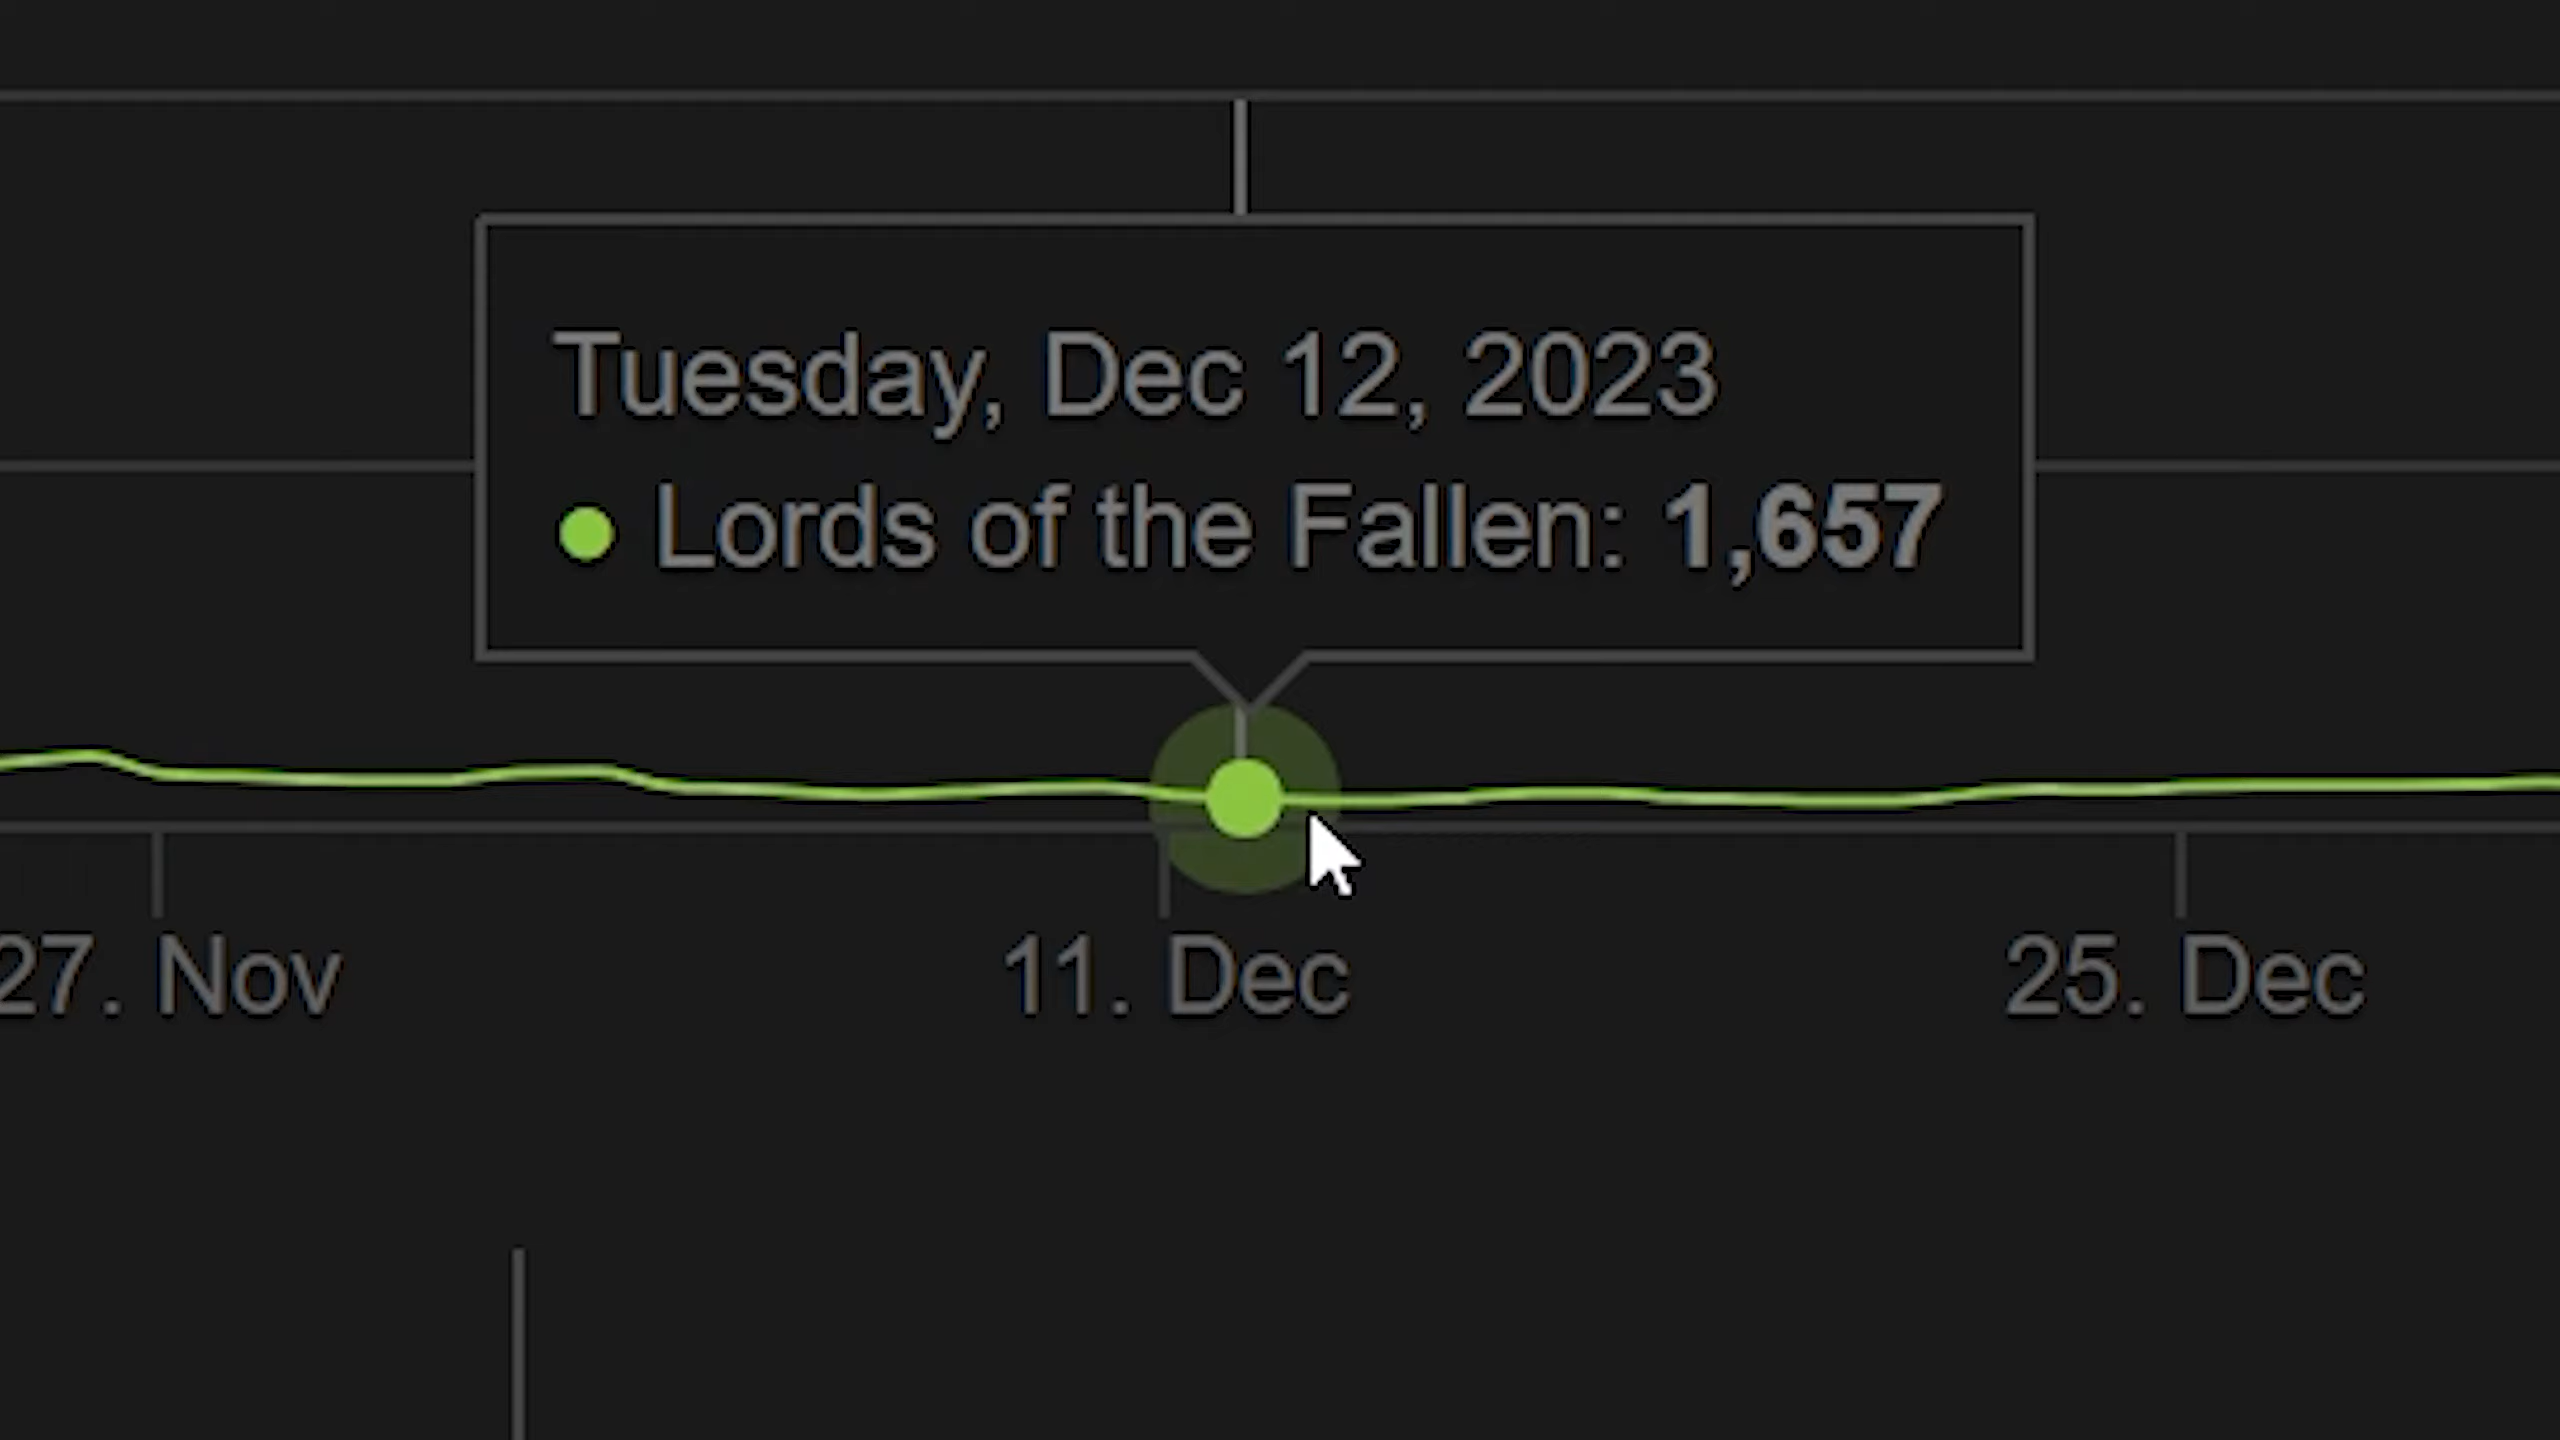 Tuesday, Dec 12, 2023
Lords of the Fallen: 1,657
27. Nov
11. Dec
25. Dec